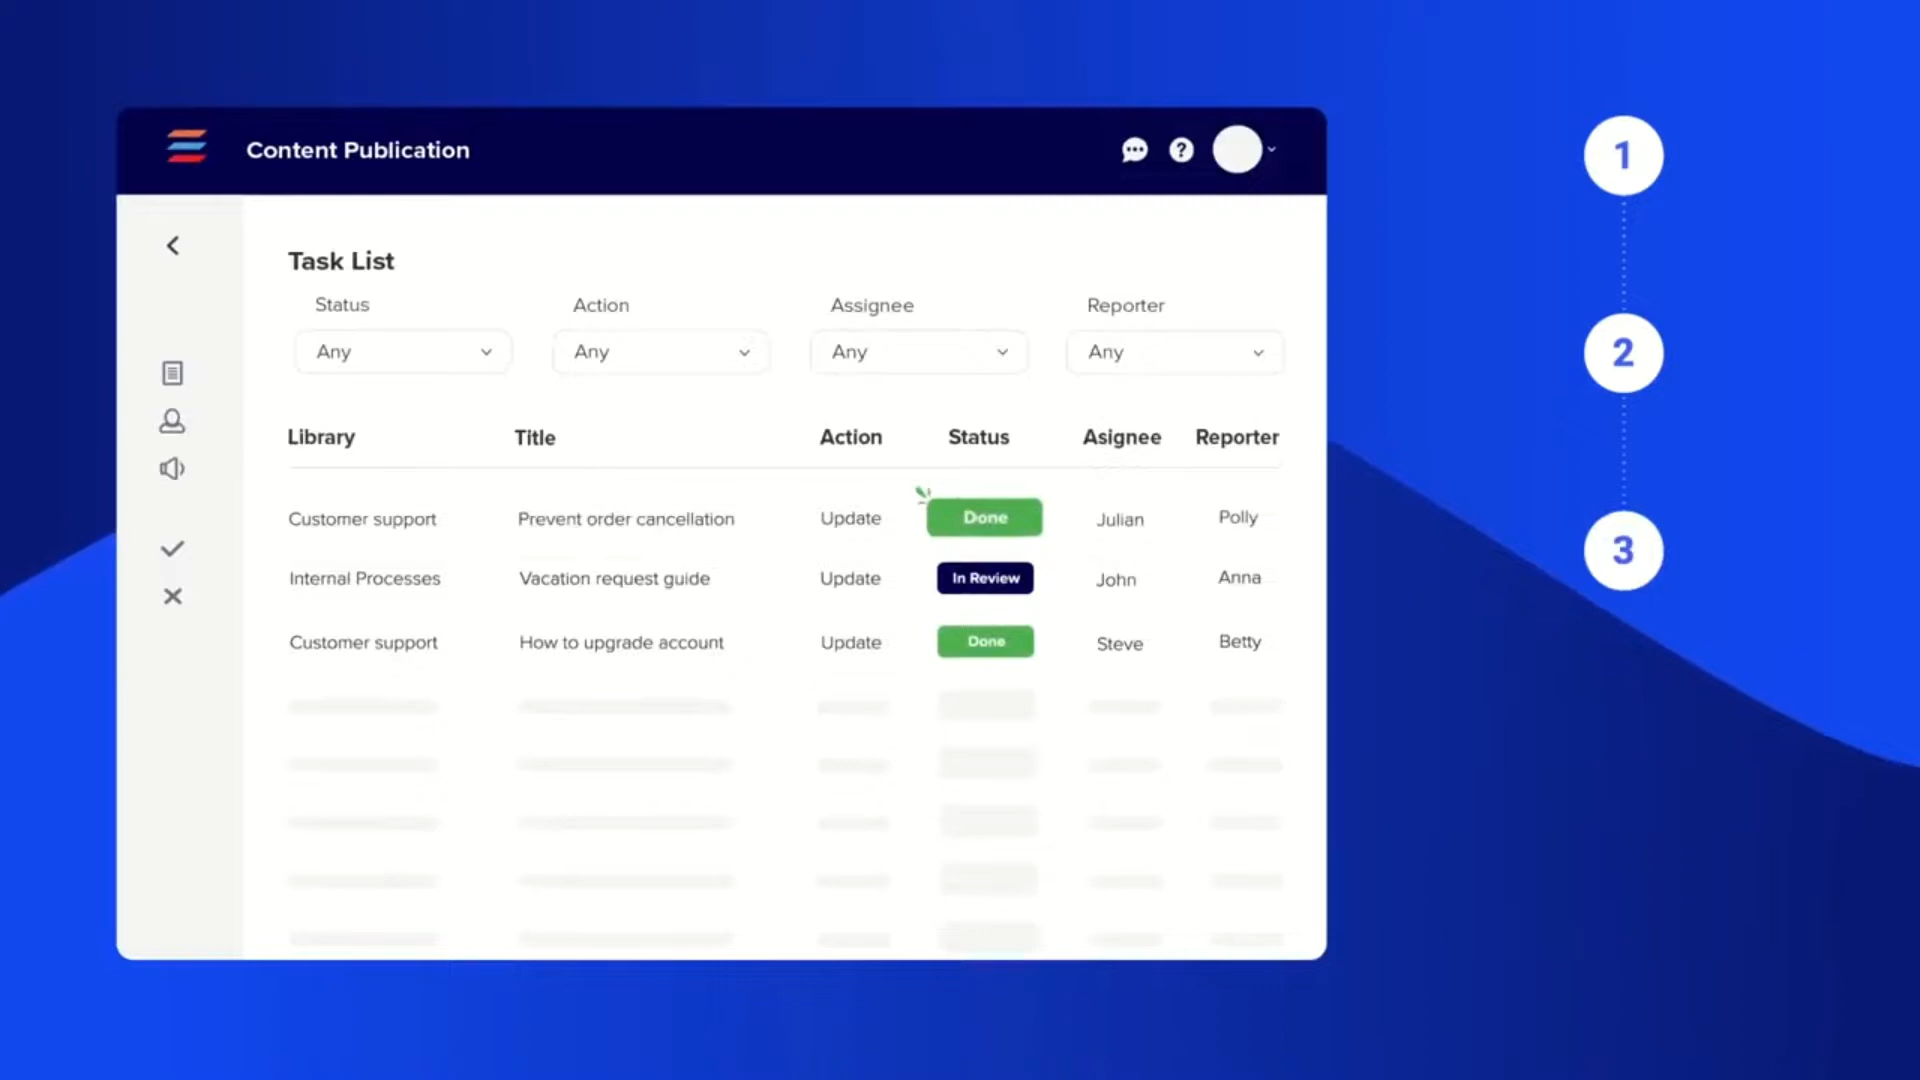 Content Publication
?
1
Task List
Status Action Assignee Reporter
Any Any Any Any
2
Library Title Action Status Asignee Reporter
Customer support Prevent order cancellation Update Done Julian Polly
3
Internal Processes Vacation request guide Update In Review John Anna
Customer support How to upgrade account Update Done Steve Betty